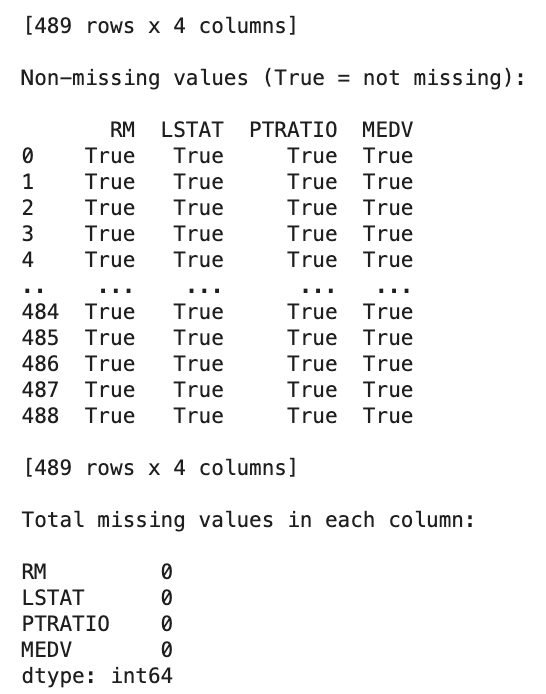 [489 rows x 4 columns]
Non-missing values (True = not missing):
RM LSTAT PTRATIO MEDV
0 True True True True
1 True True True True
2 True True True True
3 True True True True
4 True True True True
.. ... ... ... ...
484 True True True True
485 True True True True
486 True True True True
487 True True True True
488 True True True True
[489 rows x 4 columns]
Total missing values in each column:
RM 0
LSTAT 0
PTRATIO 0
MEDV 0
dtype: int64